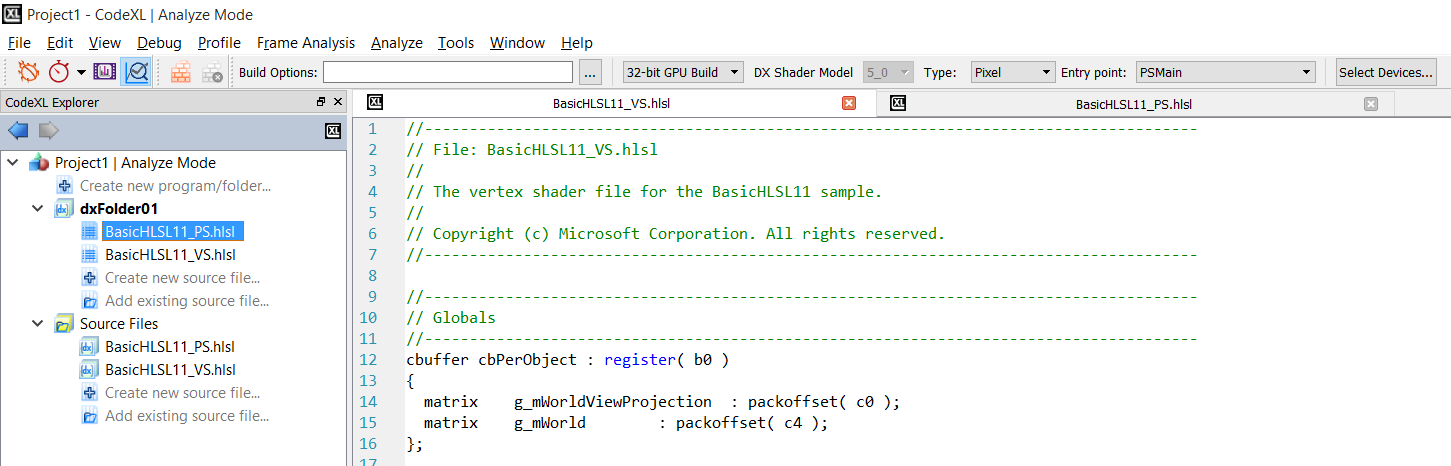 Project1 - CodeXL | Analyze Mode
File Edit View Debug Profile Frame Analysis Analyze Tools Window Help
Build Options: ... 32-bit GPU Build DX Shader Model 5_0 Type: Pixel Entry point: PSMain Select Devices...
CodeXL Explorer
XL BasicHLSL11_VS.hlsl XL BasicHLSL11_PS.hlsl
XL
Project1 | Analyze Mode
Create new program/folder...
dxFolder01
BasicHLSL11_PS.hlsl
BasicHLSL11_VS.hlsl
Create new source file...
Add existing source file...
Source Files
BasicHLSL11_PS.hlsl
BasicHLSL11_VS.hlsl
Create new source file...
Add existing source file...
1 //--------------------------------------------------------------------------------------
2 // File: BasicHLSL11_VS.hlsl
3 //
4 // The vertex shader file for the BasicHLSL11 sample.
5 //
6 // Copyright (c) Microsoft Corporation. All rights reserved.
7 //--------------------------------------------------------------------------------------
8
9 //--------------------------------------------------------------------------------------
10 // Globals
11 //--------------------------------------------------------------------------------------
12 cbuffer cbPerObject : register( b0 )
13 {
14   matrix    g_mWorldViewProjection  : packoffset( c0 );
15   matrix    g_mWorld        : packoffset( c4 );
16 };
17